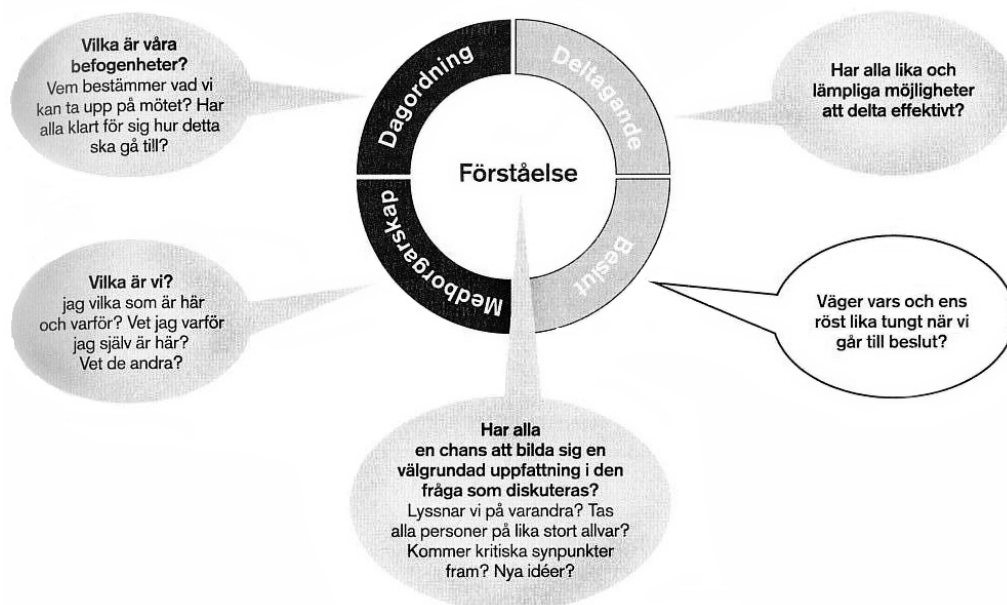 Vilka är våra
befogenheter?
Vem bestämmer vad vi
kan ta upp på mötet? Har
alla klart för sig hur detta
ska gå till?
Dagordning
Deltagande
Har alla lika och
lämpliga möjligheter
att delta effektivt?
Förståelse
Medborgarskap
Beslut
Vilka är vi?
jag vilka som är här
och varför? Vet jag varför
jag själv är här?
Vet de andra?
Väger vars och ens
röst lika tungt när vi
går till beslut?
Har alla
en chans att bilda sig en
välgrundad uppfattning i den
fråga som diskuteras?
Lyssnar vi på varandra? Tas
alla personer på lika stort allvar?
Kommer kritiska synpunkter
fram? Nya idéer?